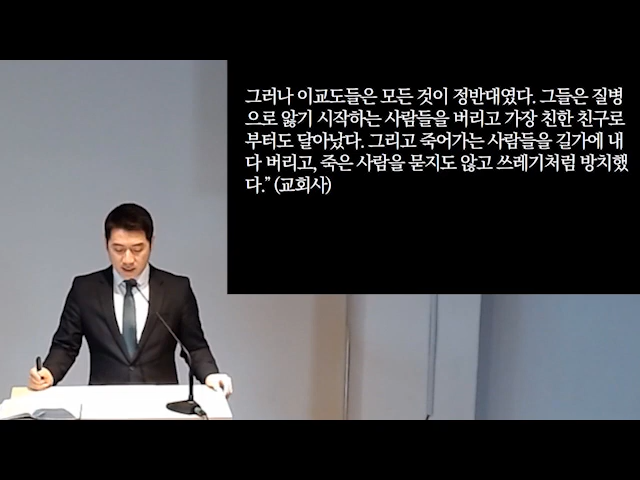 그러나 이교도들은 모든 것이 정반대였다. 그들은 질병
으로 앓기 시작하는 사람들을 버리고 가장 친한 친구로
부터도 달아났다. 그리고 죽어가는 사람들을 길가에 내
다 버리고, 죽은 사람을 묻지도 않고 쓰레기처럼 방치했
다.” (교회사)